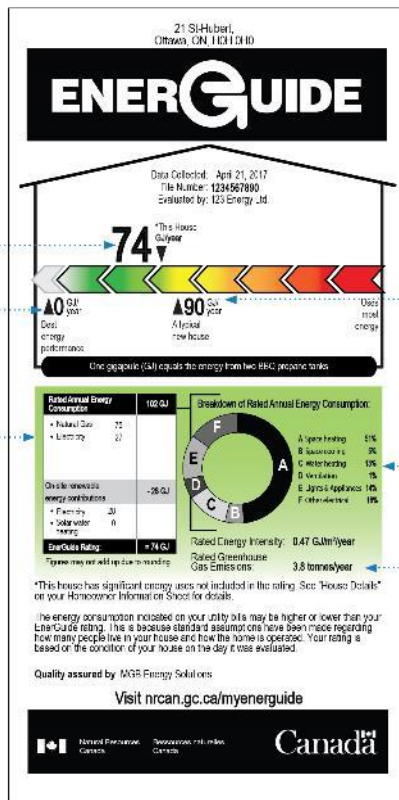 21 St-Hubert,
Ottawa, ON, H0H 0H0
ENERGUIDE
Data Collected: April 21, 2017
File Number: 1234567890
Evaluated by: 123 Energy Ltd.
74 *This House
GJ/year
0 GJ/
year
90 GJ/
year
Best
energy
performance
A typical
new house
Uses
most
energy
One gigajoule (GJ) equals the energy from two BBQ propane tanks
Rated Annual Energy
Consumption 102 GJ
• Natural Gas 75
• Electricity 27
On-site renewable
energy contributions - 28 GJ
• Electricity 28
• Solar water 0
heating
EnerGuide Rating: = 74 GJ
Figures may not add up due to rounding
Breakdown of Rated Annual Energy Consumption:
A
B
C
D
E
F
A Space heating 51%
B Space cooling 5%
C Water heating 13%
D Ventilation 1%
E Lights & Appliances 14%
F Other electrical 16%
Rated Energy Intensity: 0.47 GJ/m²/year
Rated Greenhouse
Gas Emissions: 3.8 tonnes/year
*This house has significant energy uses not included in the rating. See "House Details"
on your Homeowner Information Sheet for details.
The energy consumption indicated on your utility bills may be higher or lower than your
EnerGuide rating. This is because standard assumptions have been made regarding
how many people live in your house and how the home is operated. Your rating is
based on the condition of your house on the day it was evaluated.
Quality assured by MGB Energy Solutions
Visit nrcan.gc.ca/myenerguide
Natural Resources
Canada
Ressources naturelles
Canada
Canada